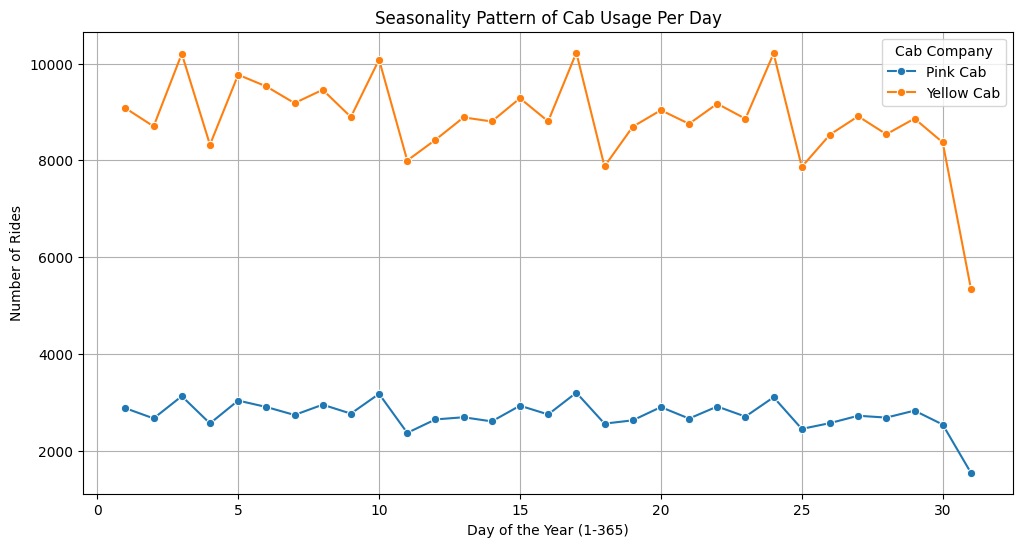 Seasonality Pattern of Cab Usage Per Day
Cab Company
Pink Cab
Yellow Cab
Number of Rides
10000
8000
6000
4000
2000
0 5 10 15 20 25 30
Day of the Year (1-365)